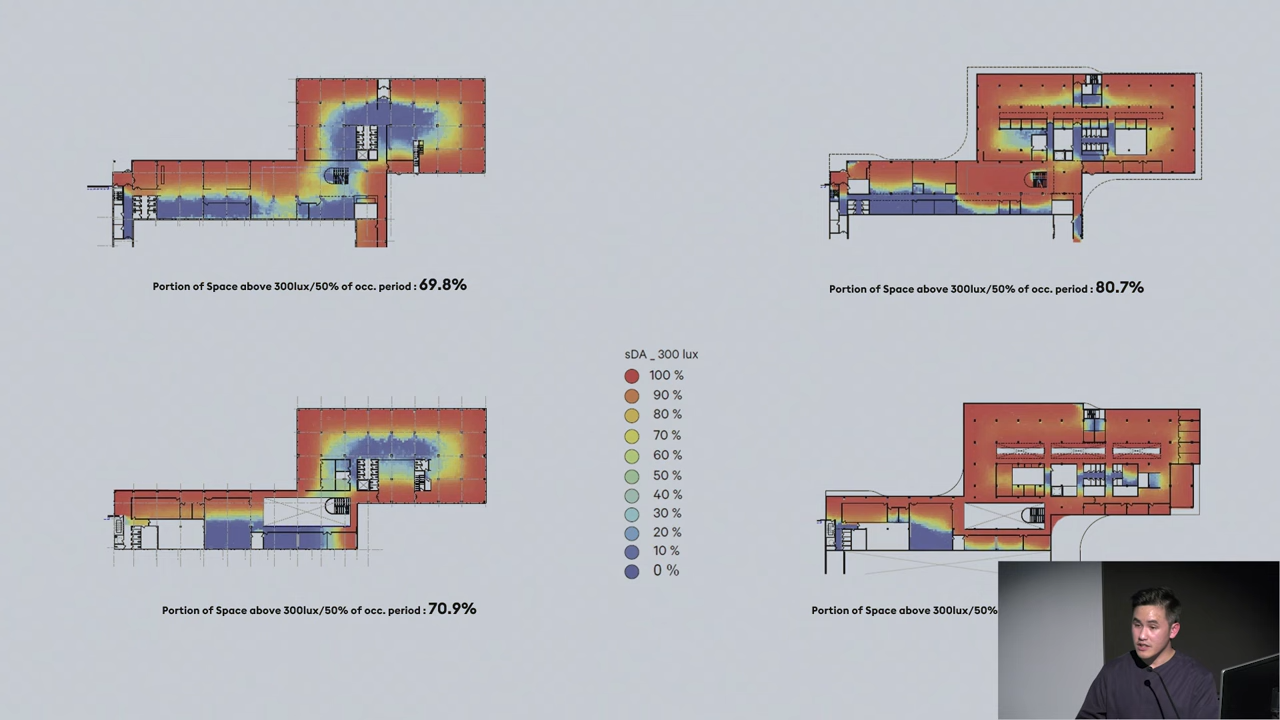 Portion of Space above 300lux/50% of occ. period : 69.8%
Portion of Space above 300lux/50% of occ. period : 80.7%
sDA _ 300 lux
100 %
90 %
80 %
70 %
60 %
50 %
40 %
30 %
20 %
10 %
0 %
Portion of Space above 300lux/50% of occ. period : 70.9%
Portion of Space above 300lux/50%